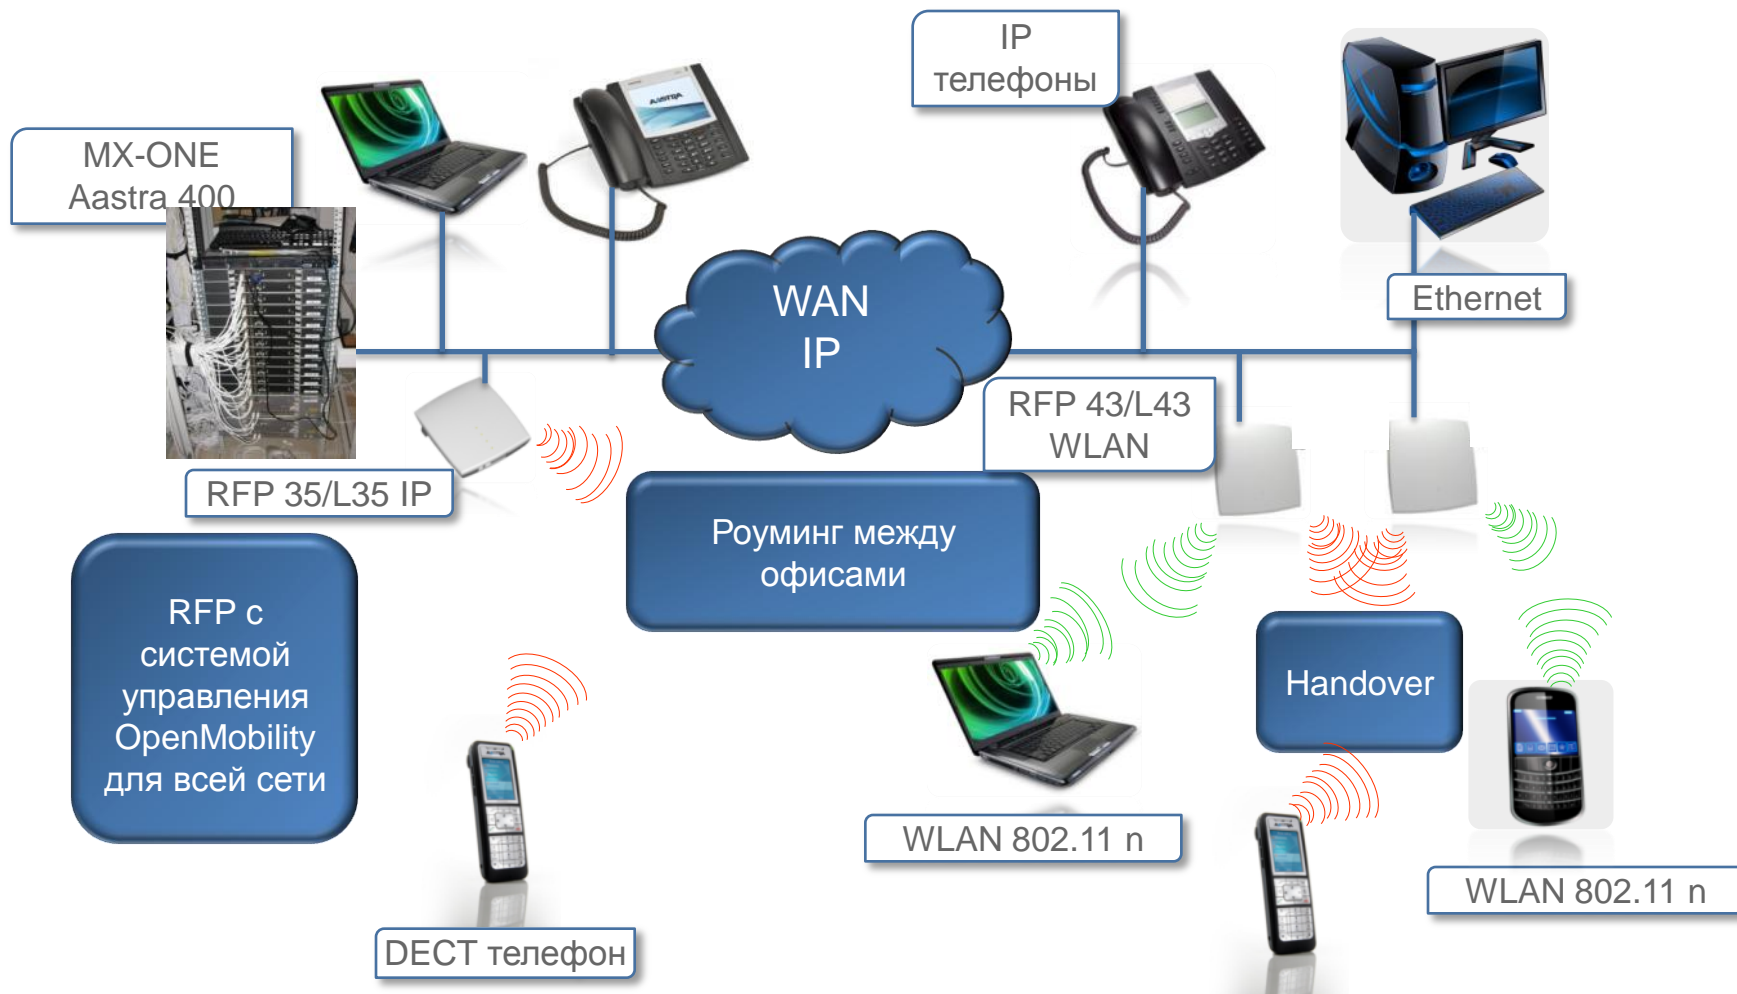 IP
телефоны
MX-ONE
Aastra 400
AASTRA
WAN
IP
Ethernet
RFP 43/L43
WLAN
RFP 35/L35 IP
Роуминг между
офисами
RFP с
системой
управления
OpenMobility
для всей сети
Handover
WLAN 802.11 n
WLAN 802.11 n
DECT телефон